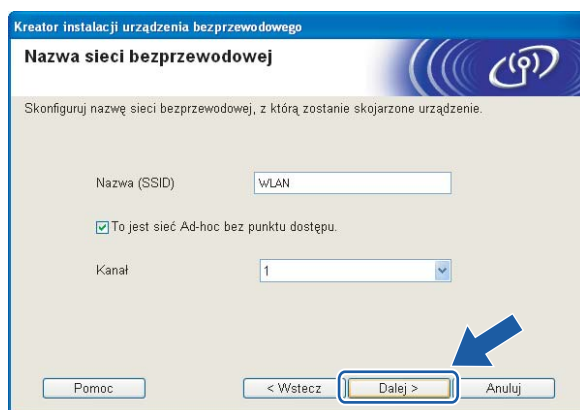 Kreator instalacji urządzenia bezprzewodowego
Nazwa sieci bezprzewodowej
Skonfiguruj nazwę sieci bezprzewodowej, z którą zostanie skojarzone urządzenie.
Nazwa (SSID) WLAN
To jest sieć Ad-hoc bez punktu dostępu.
Kanał 1
Pomoc < Wstecz Dalej > Anuluj